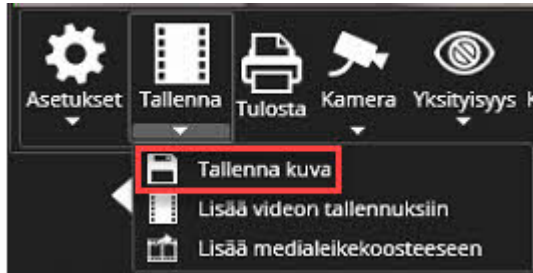 Asetukset Tallenna Tulosta Kamera Yksityisyys
Tallenna kuva
Lisää videon tallennuksiin
Lisää medialeikekoosteeseen